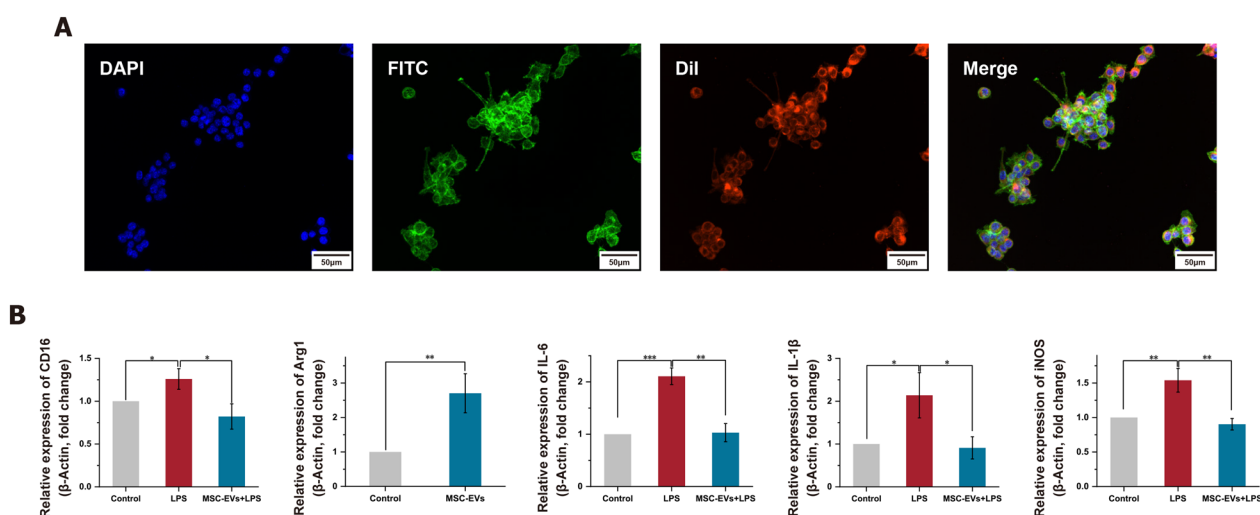 A
DAPI
FITC
DiI
Merge
50μm
50μm
50μm
50μm
B
Relative expression of CD16
(β-Actin, fold change)
1.5
1.0
0.5
0.0
*
*
Control
LPS
MSC-EVs+LPS
Relative expression of Arg1
(β-Actin, fold change)
3
2
1
0
**
Control
MSC-EVs
Relative expression of IL-6
(β-Actin, fold change)
2
1
0
***
**
Control
LPS
MSC-EVs+LPS
Relative expression of IL-1β
(β-Actin, fold change)
3
2
1
0
*
*
Control
LPS
MSC-EVs+LPS
Relative expression of iNOS
(β-Actin, fold change)
1.5
1.0
0.5
0.0
**
**
Control
LPS
MSC-EVs+LPS